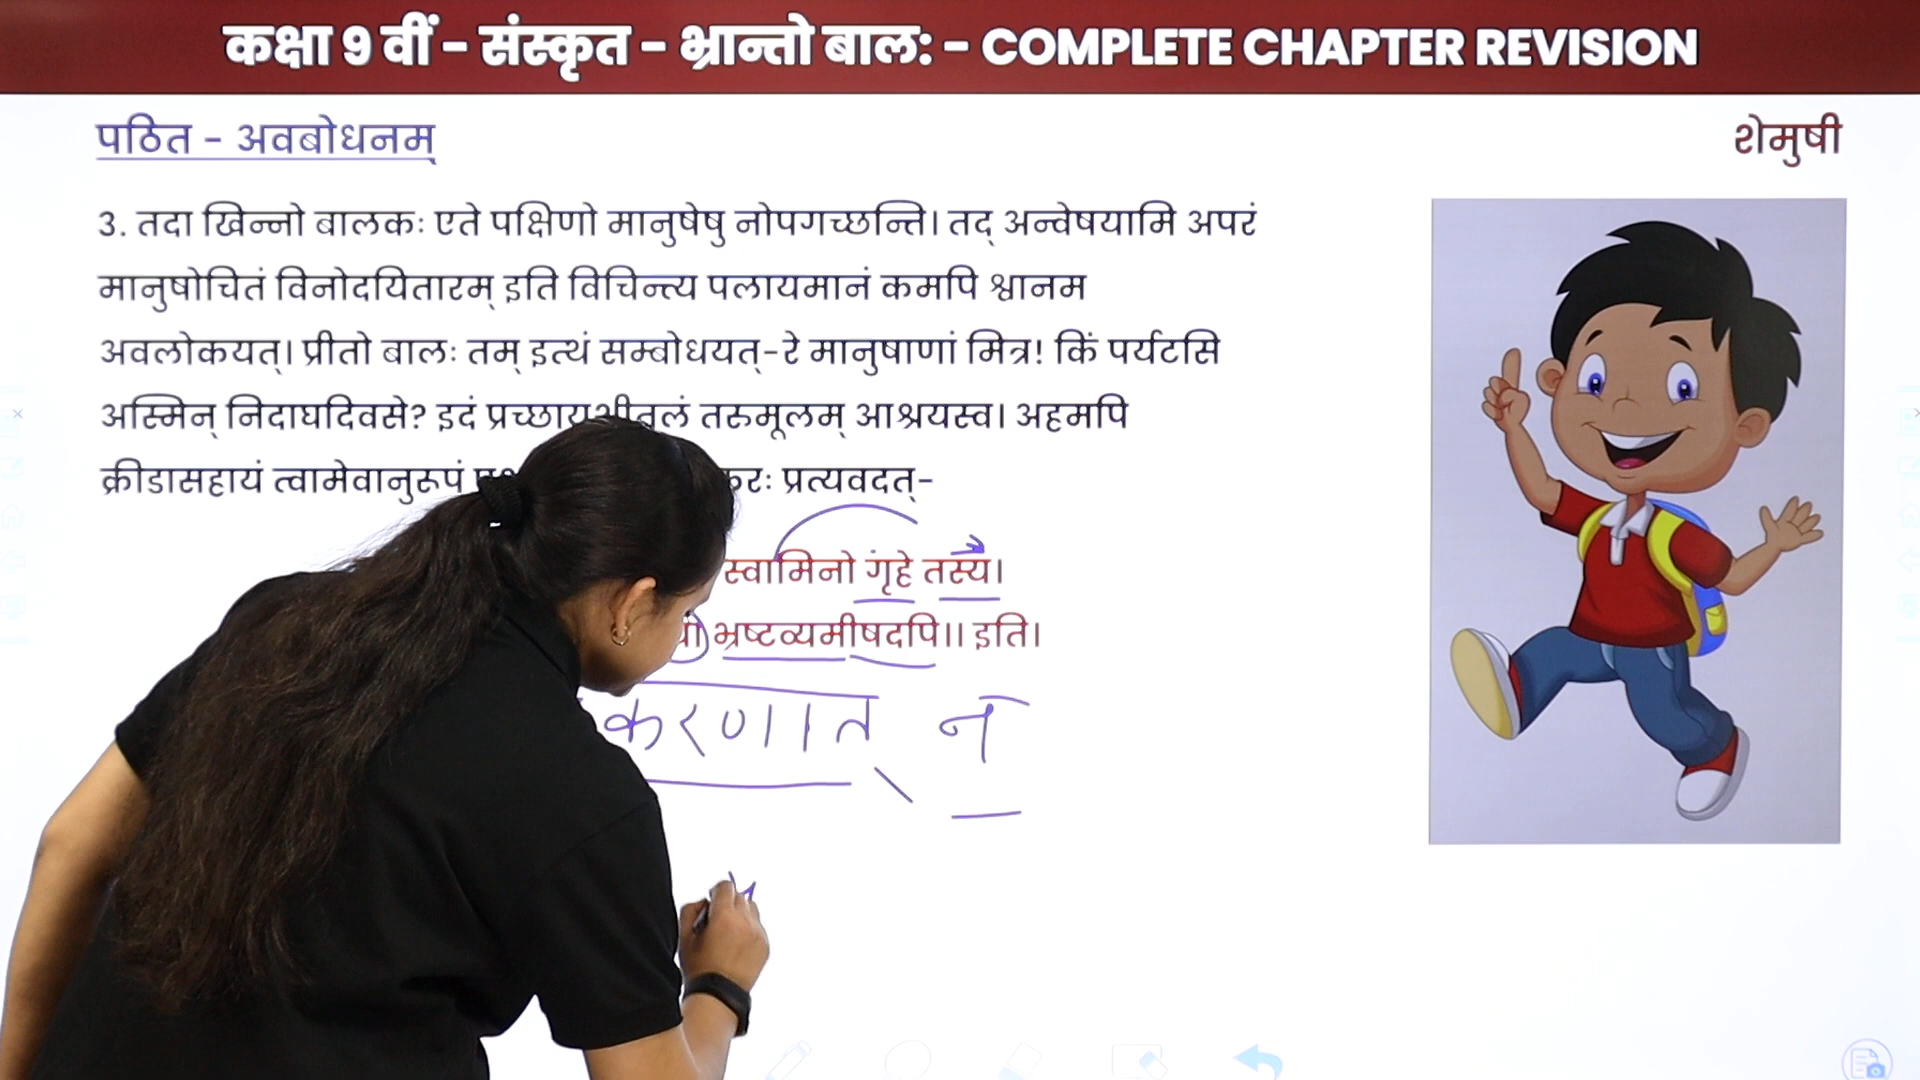 कक्षा 9 वीं - संस्कृत - भ्रान्तो बाल: - COMPLETE CHAPTER REVISION
पठित - अवबोधनम्
शेमुषी
3. तदा खिन्नो बालकः एते पक्षिणो मानुषेषु नोपगच्छन्ति। तद् अन्वेषयामि अपरं
मानुषोचितं विनोदयितारम् इति विचिन्त्य पलायमानं कमपि श्वानम
अवलोकयत्। प्रीतो बालः तम् इत्थं सम्बोधयत्-रे मानुषाणां मित्र! किं पर्यटसि
अस्मिन् निदाघदिवसे? इदं प्रच्छायशीतलं तरुमूलम् आश्रयस्व। अहमपि
क्रीडासहायं त्वामेवानुरूपं प्रत्यवदत्-
स्वामिनो गृहे तस्य।
भ्रष्टव्यमीषदपि।। इति।
करणात् न